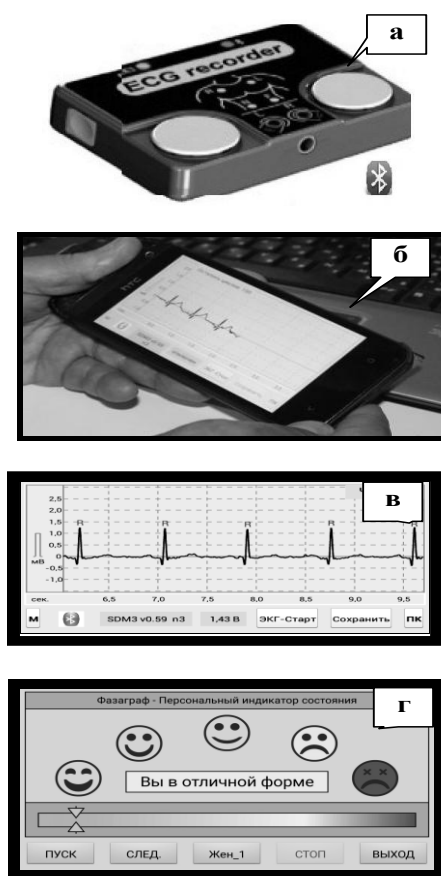 а
ECG recorder
б
hTC
в
2,5
2,0
1,5
1,0
0,5
0
-0,5
-1,0
мВ
R R R R R
сек. 6,5 7,0 7,5 8,0 8,5 9,0 9,5
М SDM3 v0.59 n3 1,43 В ЭКГ-Старт Сохранить ПК
г
Фазаграф - Персональный индикатор состояния
Вы в отличной форме
ПУСК СЛЕД. Жен_1 СТОП ВЫХОД